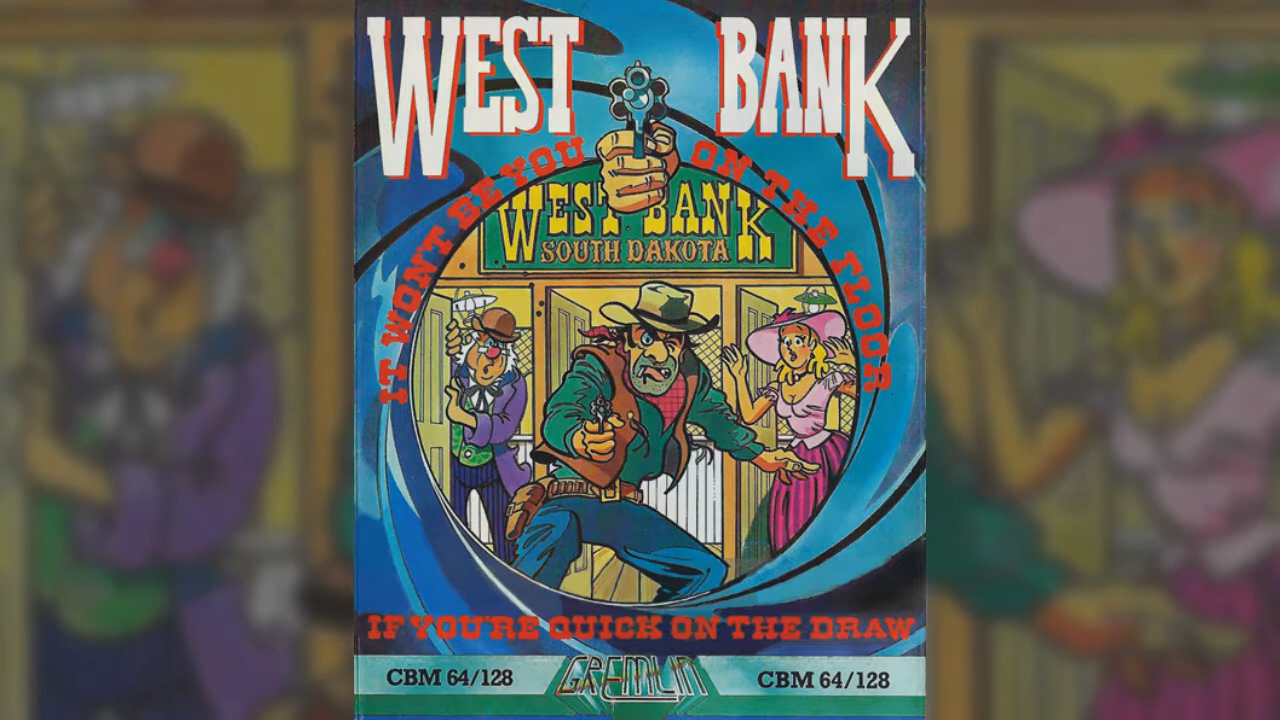 WEST BANK
IT WONT BE YOU ON THE FLOOR
WEST BANK
SOUTH DAKOTA
IF YOU'RE QUICK ON THE DRAW
CBM 64/128
GREMLIN
CBM 64/128